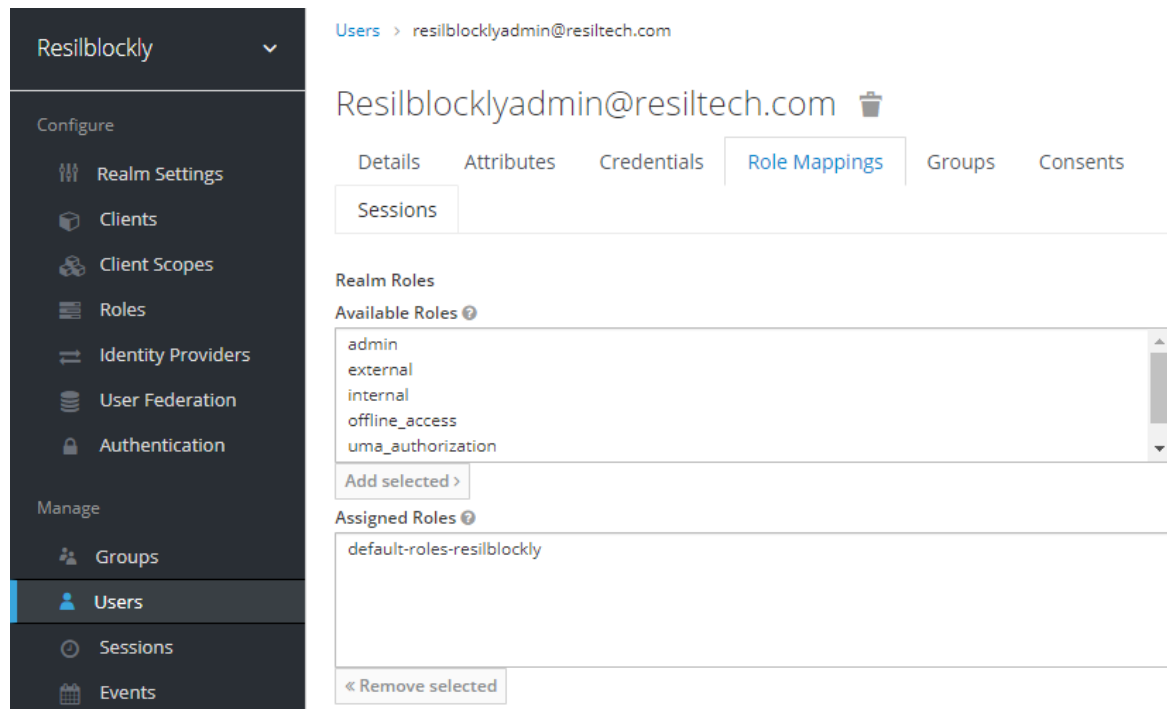 Resilblockly
Configure
Realm Settings
Clients
Client Scopes
Roles
Identity Providers
User Federation
Authentication
Manage
Groups
Users
Sessions
Events
Users > resilblocklyadmin@resiltech.com
Resilblocklyadmin@resiltech.com
Details Attributes Credentials Role Mappings Groups Consents
Sessions
Realm Roles
Available Roles ?
admin
external
internal
offline_access
uma_authorization
Add selected >
Assigned Roles ?
default-roles-resilblockly
« Remove selected